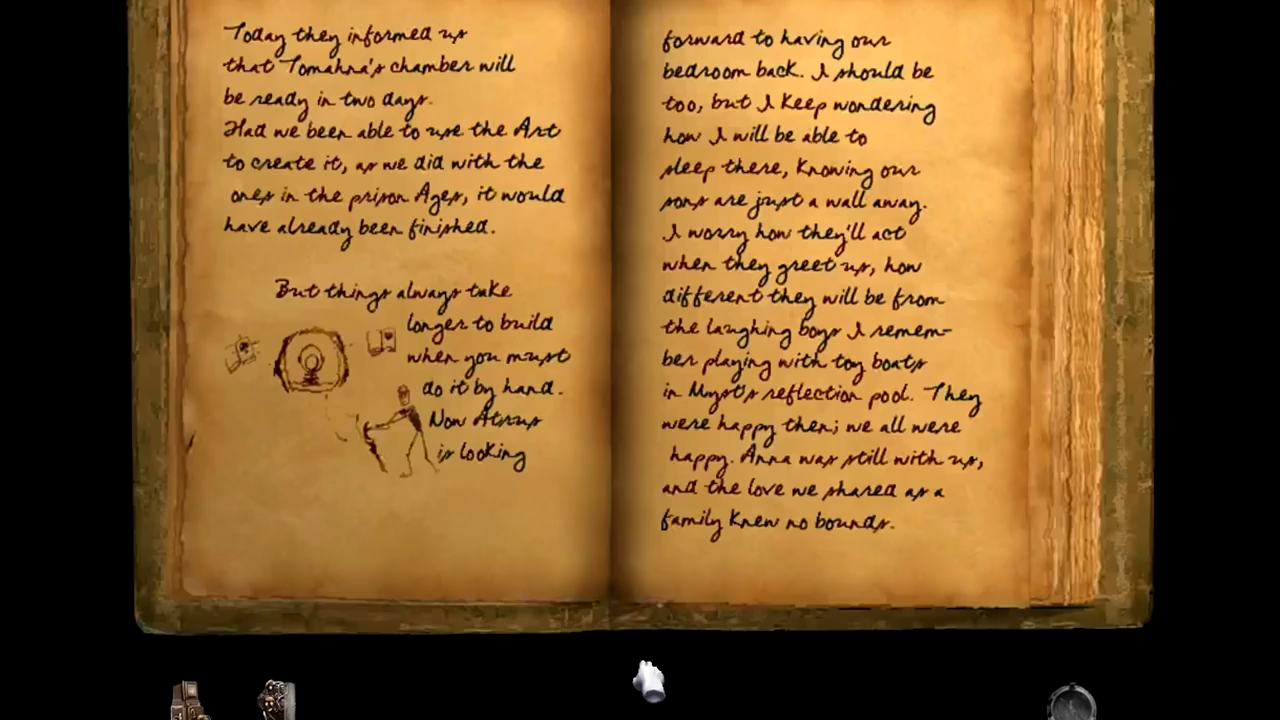 Today they informed us
that Tomahna's chamber will
be ready in two days.
Had we been able to use the Art
to create it, as we did with the
ones in the prison Ages, it would
have already been finished.
But things always take
longer to build
when you must
do it by hand.
Now Atrus
is looking
forward to having our
bedroom back. I should be
too, but I keep wondering
how I will be able to
sleep there, knowing our
sons are just a wall away.
I worry how they'll act
when they greet us, how
different they will be from
the laughing boys I remem-
ber playing with toy boats
in Myst's reflection pool. They
were happy then; we all were
happy. Anna was still with us,
and the love we shared as a
family knew no bounds.